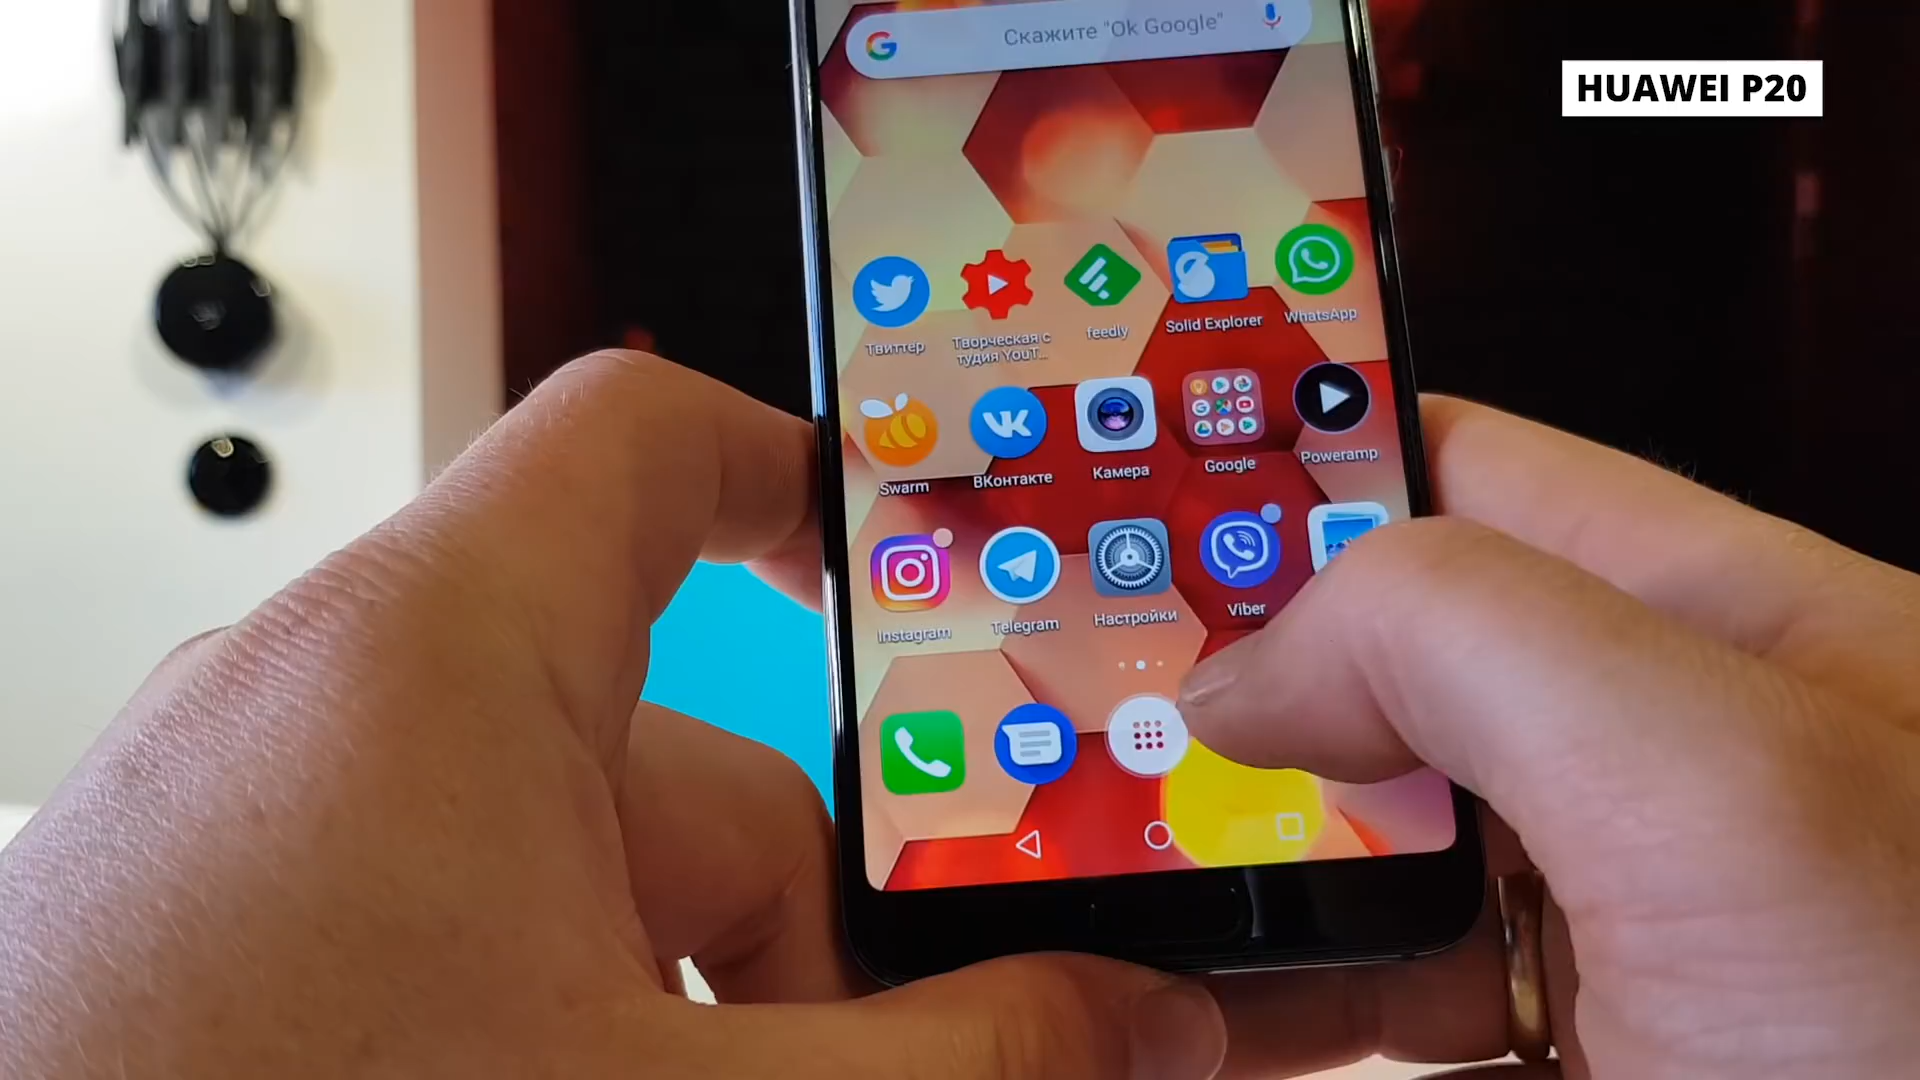 HUAWEI P20
Скажите "Ok Google"
Твиттер
Творческая с
тудия YouT...
feedly
Solid Explorer
WhatsApp
Swarm
ВКонтакте
Камера
Google
Poweramp
Instagram
Telegram
Настройки
Viber